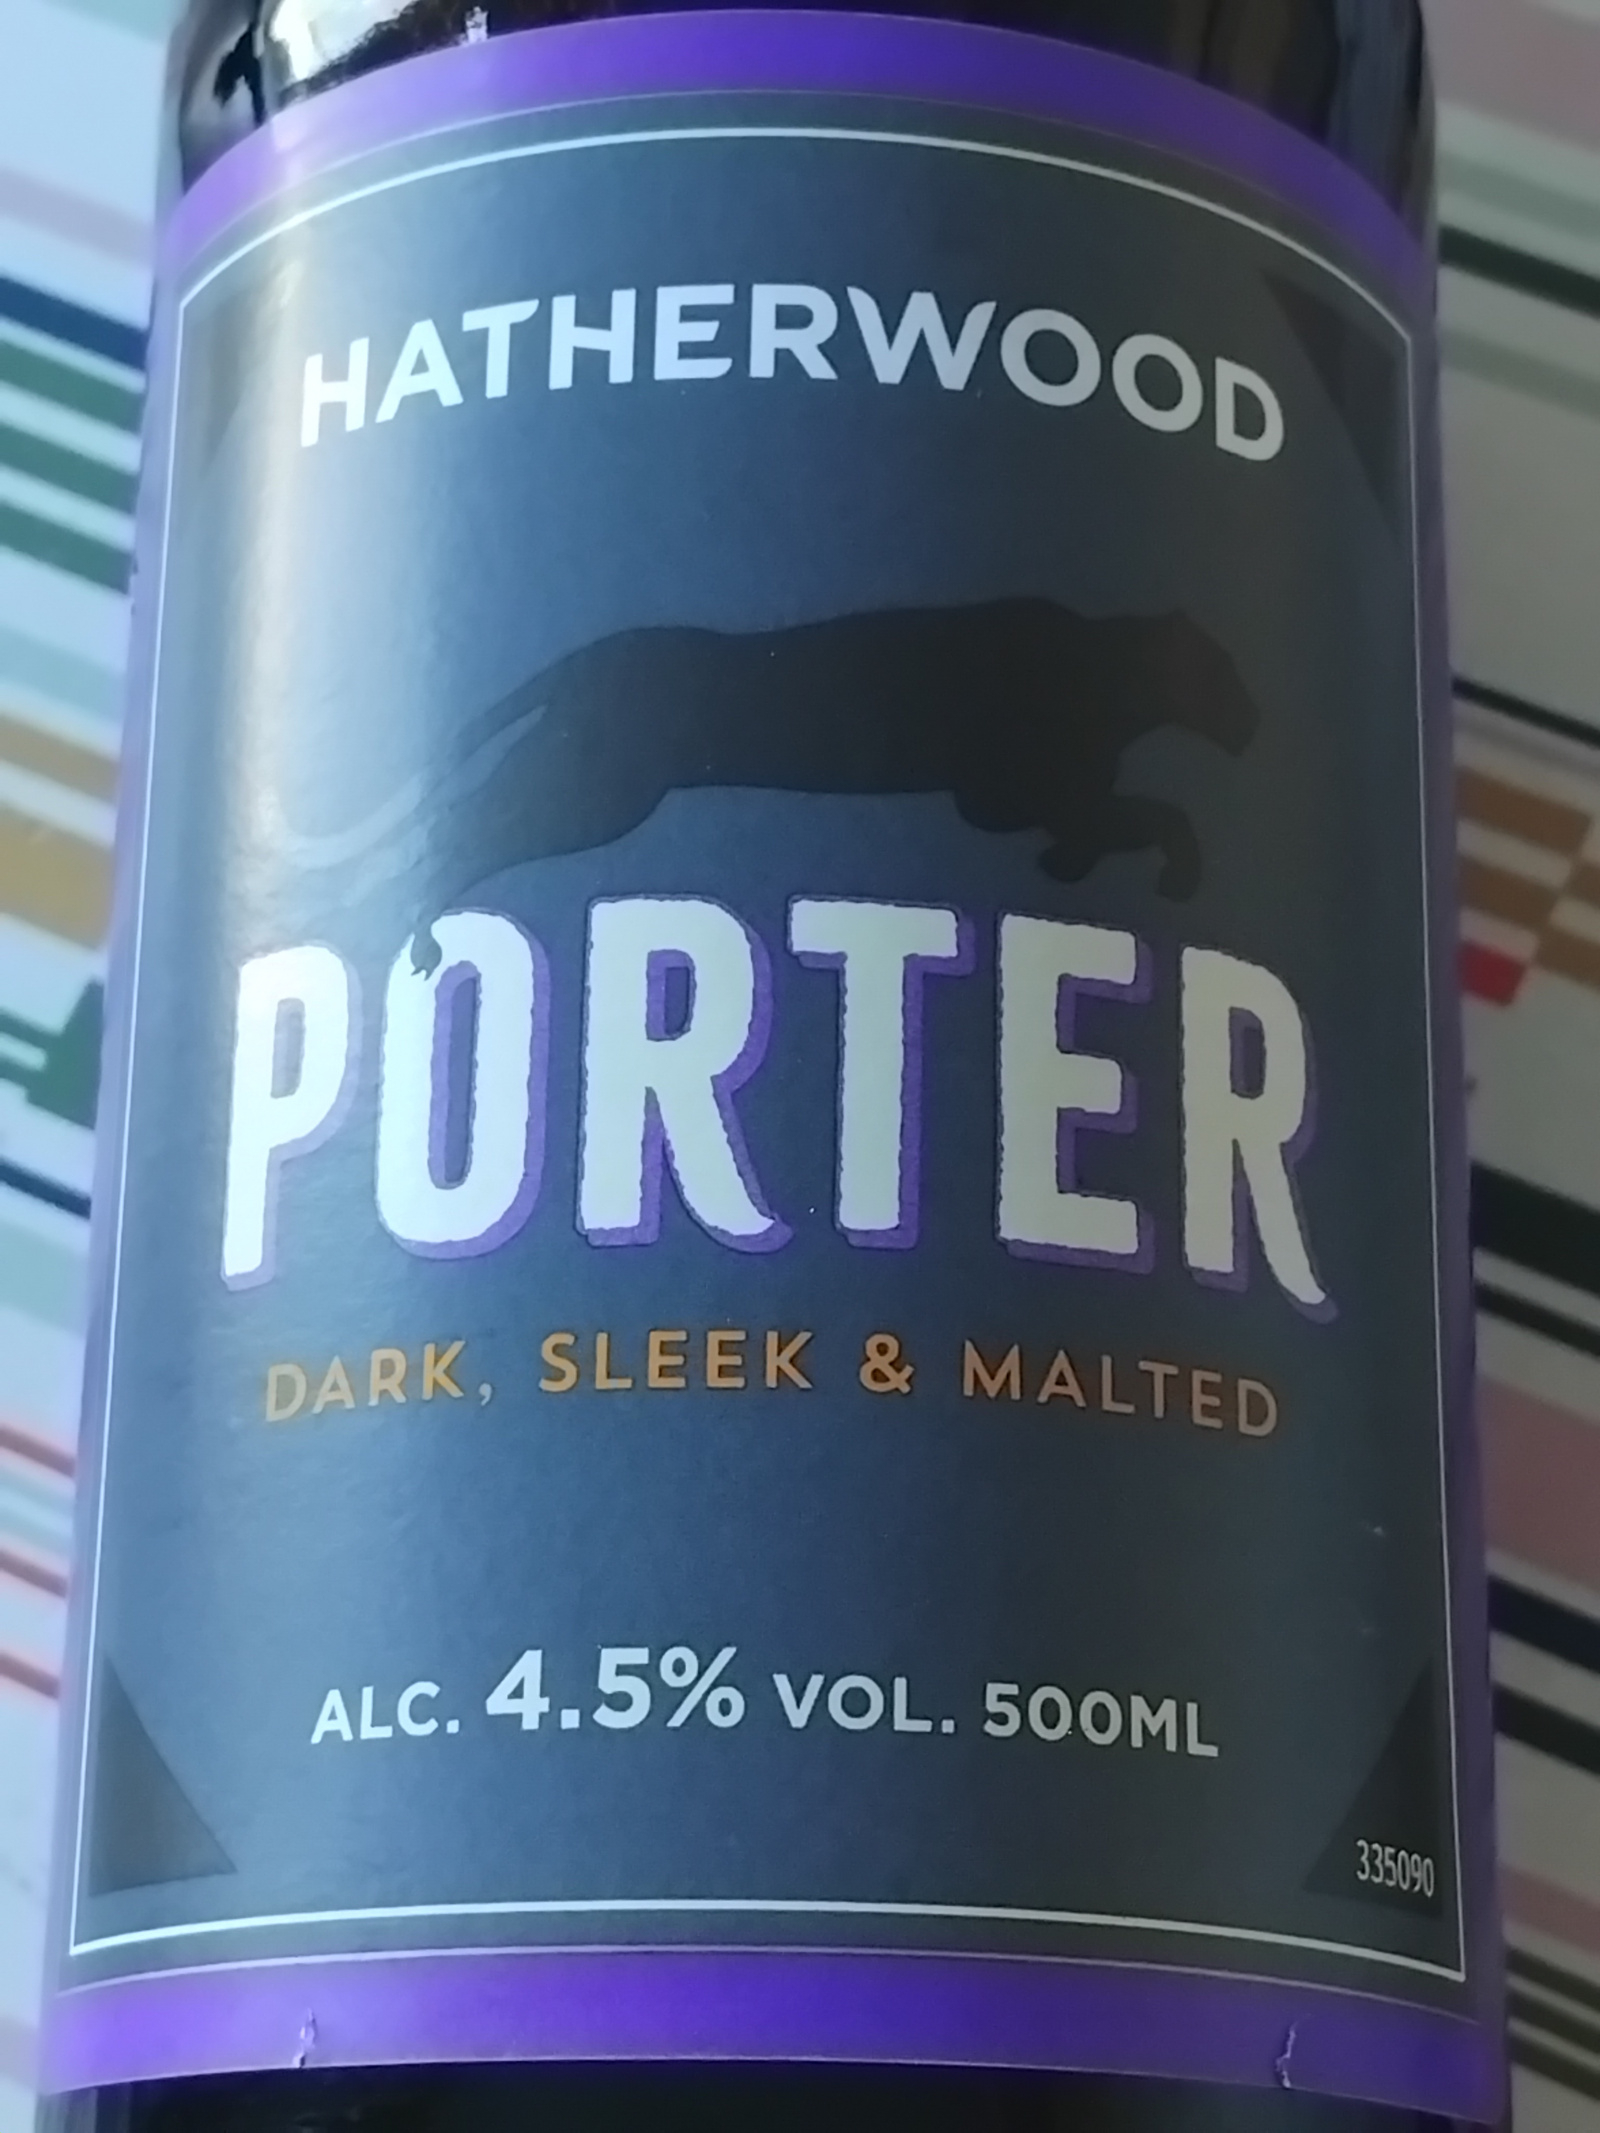 HATHERWOOD
PORTER
DARK, SLEEK & MALTED
ALC. 4.5% VOL. 500ML
335090